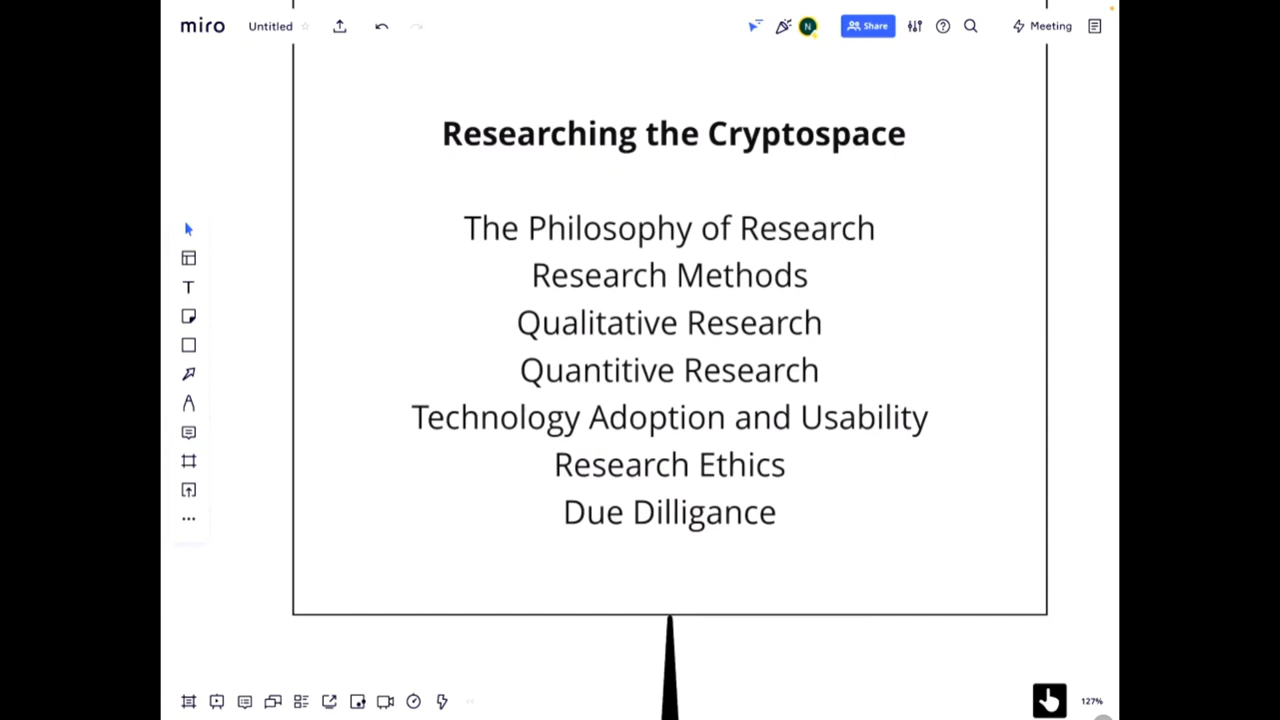 miro Untitled N Share Meeting
Researching the Cryptospace
The Philosophy of Research
Research Methods
Qualitative Research
Quantitive Research
Technology Adoption and Usability
Research Ethics
Due Dilligance
127%